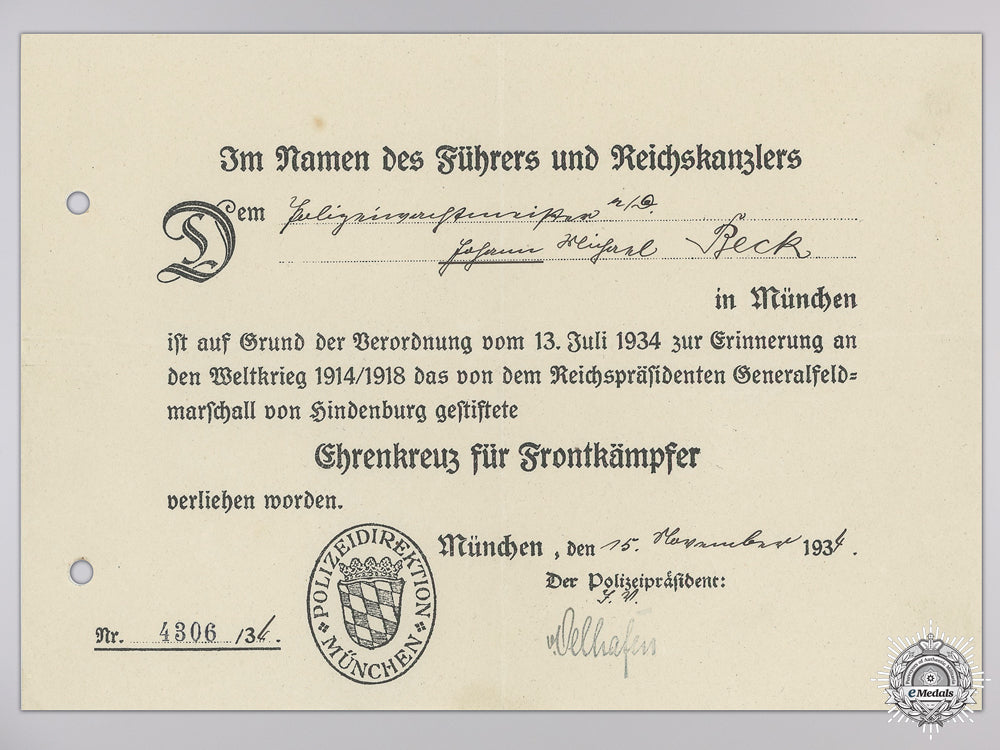 Im Namen des Führers und Reichskanzlers
Dem Polizeiwachtmeister a/D.
Johann Michael Beck
in München
ist auf Grund der Verordnung vom 13. Juli 1934 zur Erinnerung an
den Weltkrieg 1914/1918 das von dem Reichspräsidenten Generalfeld=
marschall von Hindenburg gestiftete
Ehrenkreuz für Frontkämpfer
verliehen worden.
München, den 15. November 1934.
Der Polizeipräsident:
J. V.
v. Oelhafen
POLIZEIDIREKTION
MÜNCHEN
Nr. 4306 /34.
eMedals